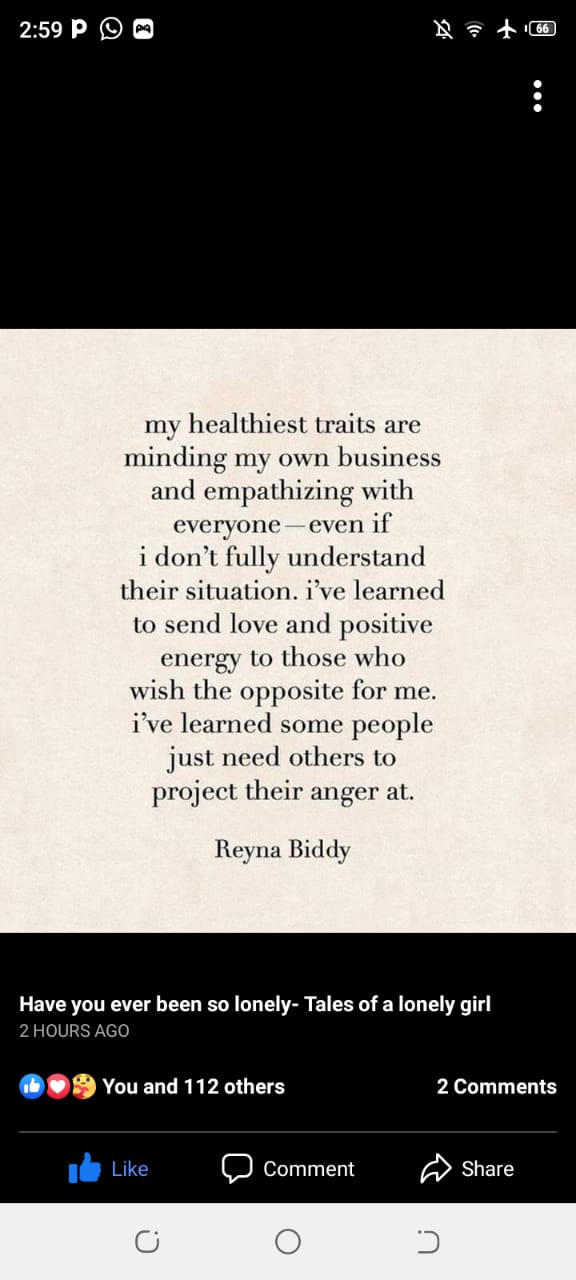 2:59
66
my healthiest traits are
minding my own business
and empathizing with
everyone—even if
i don't fully understand
their situation. i've learned
to send love and positive
energy to those who
wish the opposite for me.
i've learned some people
just need others to
project their anger at.
Reyna Biddy
Have you ever been so lonely- Tales of a lonely girl
2 HOURS AGO
You and 112 others
2 Comments
Like
Comment
Share